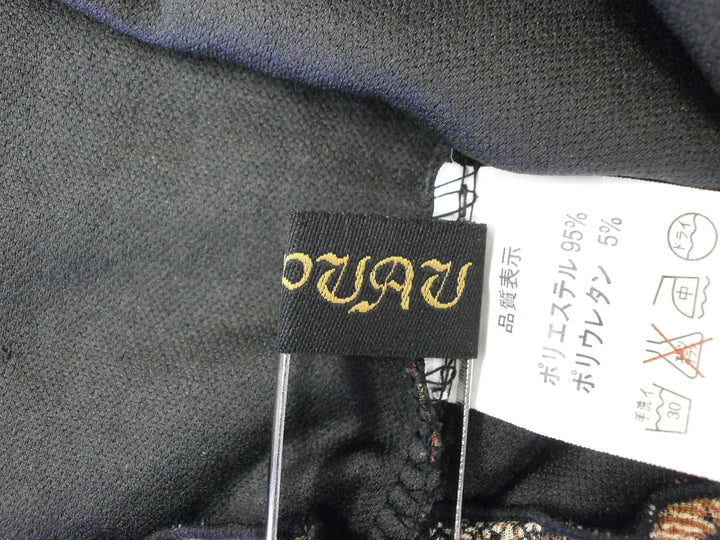 OUAU
品質表示
ポリエステル 95%
ポリウレタン 5%
ドライ
中
手洗イ
30